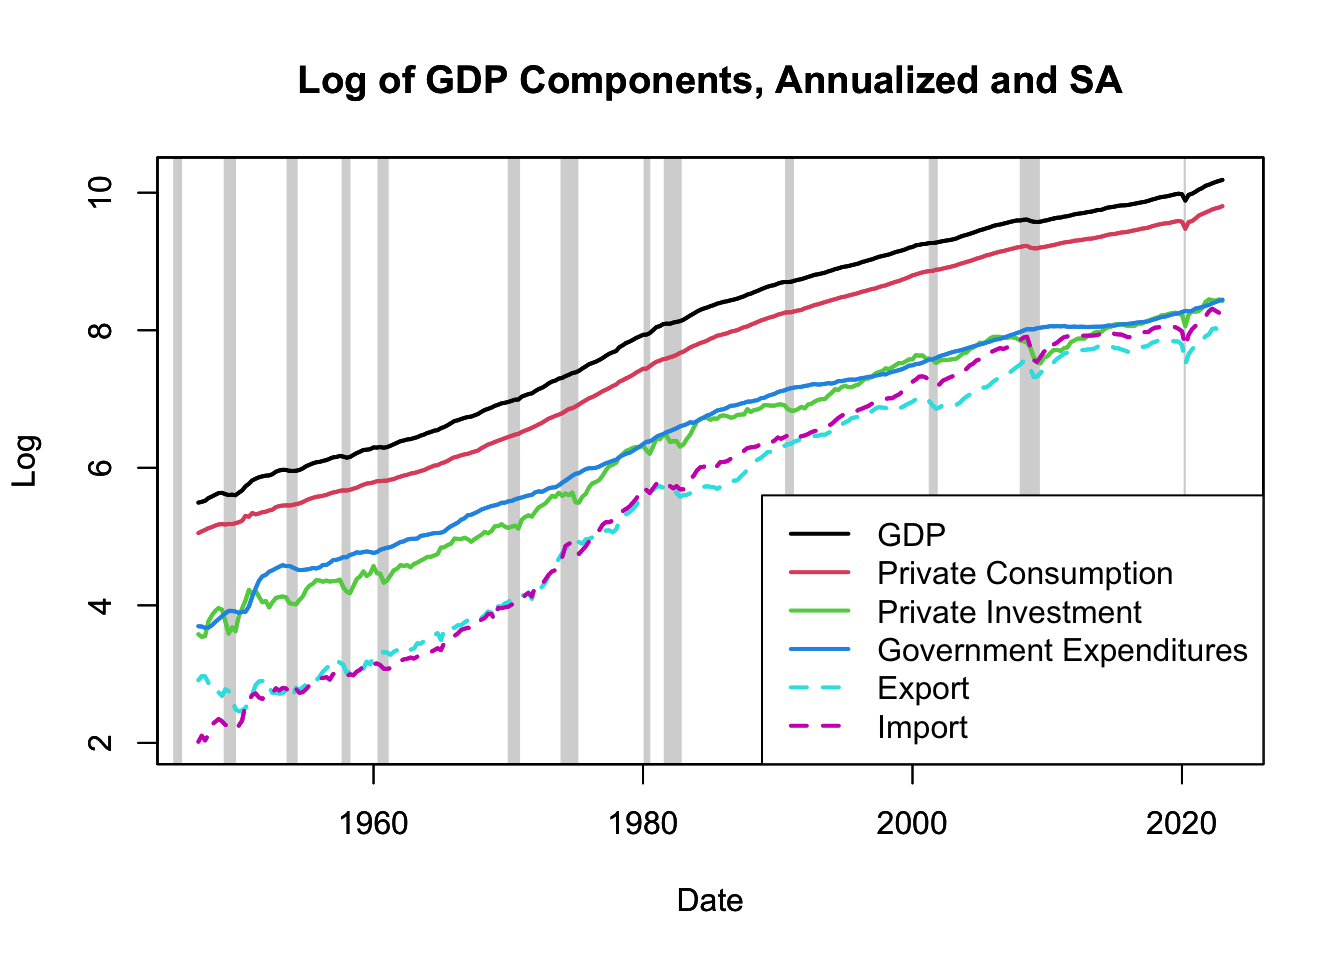 Log of GDP Components, Annualized and SA
10
8
6
4
2
Log
GDP
Private Consumption
Private Investment
Government Expenditures
Export
Import
1960 1980 2000 2020
Date